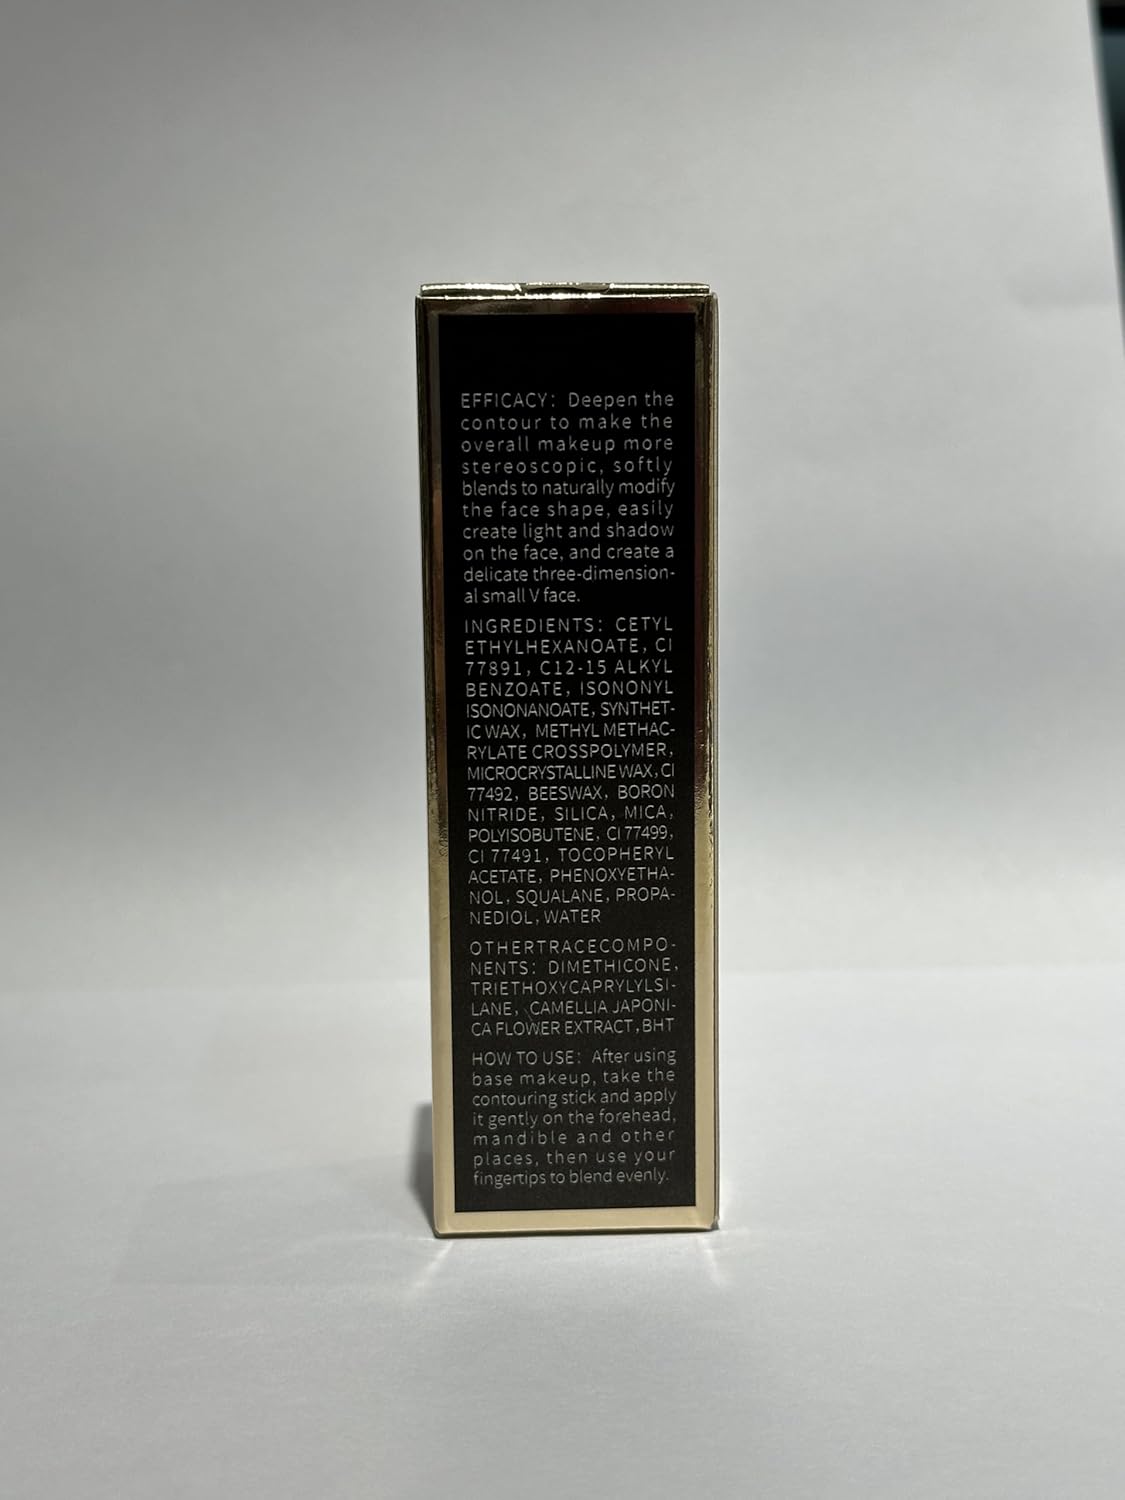 EFFICACY: Deepen the
contour to make the
overall makeup more
stereoscopic, softly
blends to naturally modify
the face shape, easily
create light and shadow
on the face, and create a
delicate three-dimension-
al small V face.
INGREDIENTS: CETYL
ETHYLHEXANOATE, CI
77891, C12-15 ALKYL
BENZOATE, ISONONYL
ISONONANOATE, SYNTHET-
IC WAX, METHYL METHAC-
RYLATE CROSSPOLYMER,
MICROCRYSTALLINE WAX, CI
77492, BEESWAX, BORON
NITRIDE, SILICA, MICA,
POLYISOBUTENE, CI 77499,
CI 77491, TOCOPHERYL
ACETATE, PHENOXYETHA-
NOL, SQUALANE, PROPA-
NEDIOL, WATER
OTHERTRACECOMPO-
NENTS: DIMETHICONE,
TRIETHOXYCAPRYLYLSI-
LANE, CAMELLIA JAPONI-
CA FLOWER EXTRACT, BHT
HOW TO USE: After using
base makeup, take the
contouring stick and apply
it gently on the forehead,
mandible and other
places, then use your
fingertips to blend evenly.